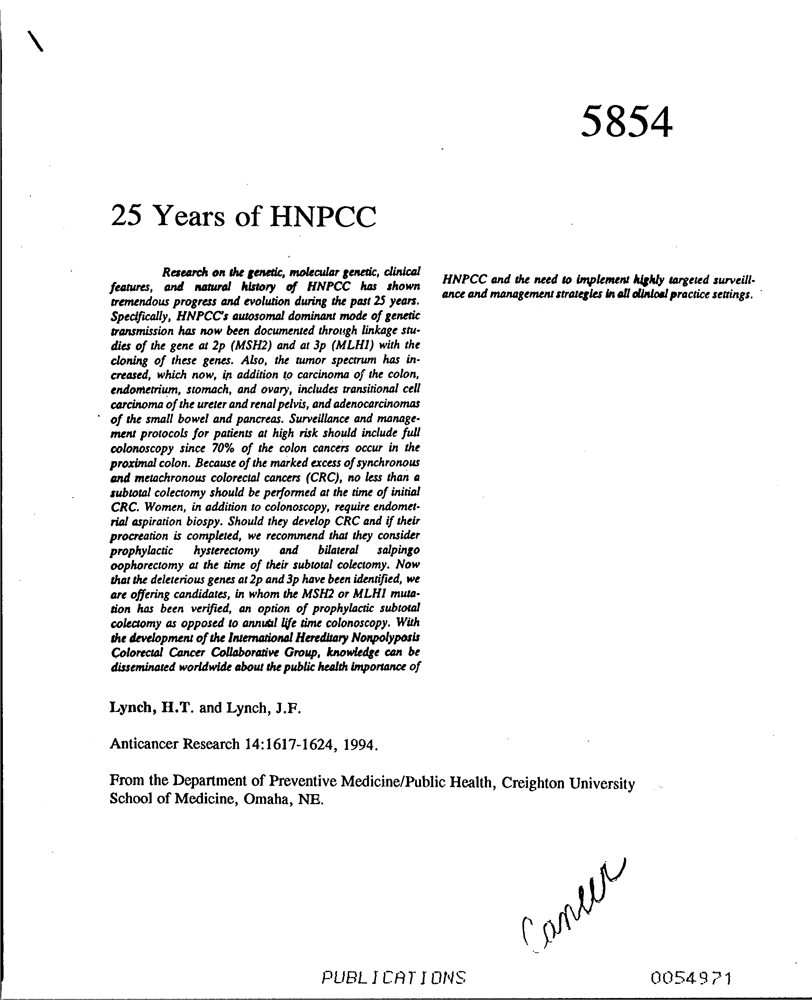 5854
25 Years of HNPCC
Research on the genetic, molecular genetic, clinical
features, and natural history of HNPCC has shown
tremendous progress and evolution during the past 25 years.
Specifically, HNPCC's autosomal dominant mode of genetic
transmission has now been documented through linkage stu-
dies of the gene at 2p (MSH2) and at 3p (MLH1) with the
cloning of these genes. Also, the tumor spectrum has in-
creased, which now, in addition to carcinoma of the colon,
endometrium, stomach, and ovary, includes transitional cell
carcinoma of the ureter and renal pelvis, and adenocarcinomas
of the small bowel and pancreas. Surveillance and manage-
ment protocols for patients at high risk should include full
colonoscopy since 70% of the colon cancers occur in the
proximal colon. Because of the marked excess of synchronous
and metachronous colorectal cancers (CRC), no less than a
subtotal colectomy should be performed at the time of initial
CRC. Women, in addition to colonoscopy, require endomet-
rial aspiration biospy. Should they develop CRC and if their
procreation is completed, we recommend that they consider
prophylactic hysterectomy and bilateral salpingo
oophorectomy at the time of their subtotal colectomy. Now
that the deleterious genes at 2p and 3p have been identified, we
are offering candidates, in whom the MSH2 or MLH1 muta-
tion has been verified, an option of prophylactic subtotal
colectomy as opposed to annual life time colonoscopy. With
the development of the International Hereditary Nonpolyposis
Colorectal Cancer Collaborative Group, knowledge can be
disseminated worldwide about the public health importance of
HNPCC and the need to implement highly targeted surveill-
ance and management strategies in all clinical practice settings.
Lynch, H.T. and Lynch, J.F.
Anticancer Research 14:1617-1624, 1994.
From the Department of Preventive Medicine/Public Health, Creighton University
School of Medicine, Omaha, NE.
Cancer
PUBLICATIONS 0054971